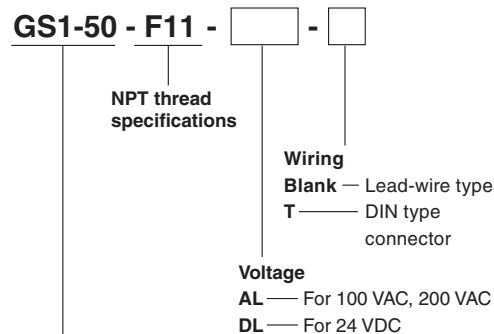 GS1-50 - F11 - -
NPT thread
specifications
Wiring
Blank Lead-wire type
T DIN type
connector
Voltage
AL For 100 VAC, 200 VAC
DL For 24 VDC